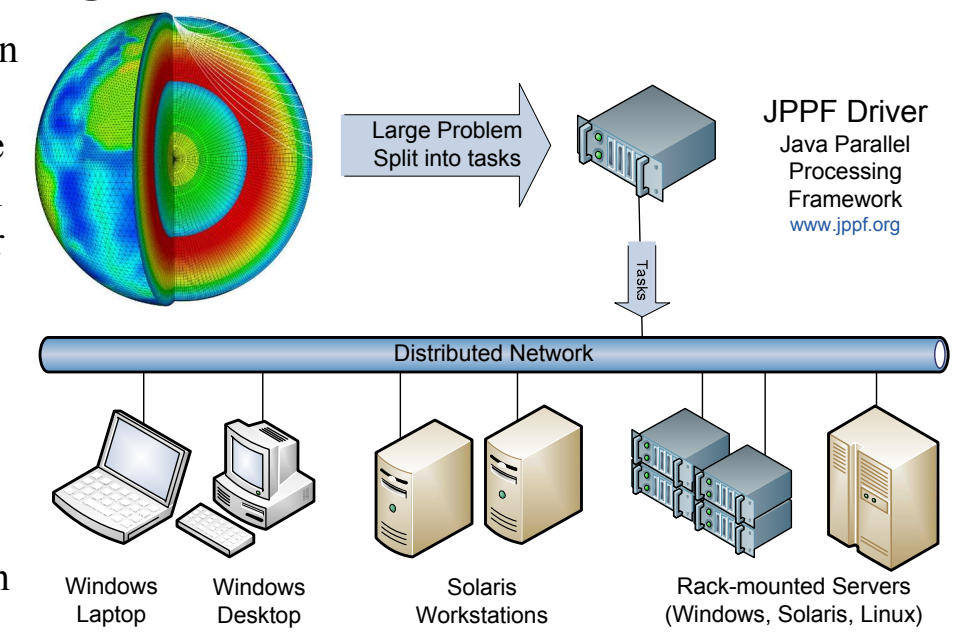 n
e
r
Large Problem
Split into tasks
JPPF Driver
Java Parallel
Processing
Framework
www.jppf.org
Tasks
Distributed Network
Windows
Laptop
Windows
Desktop
Solaris
Workstations
Rack-mounted Servers
(Windows, Solaris, Linux)
n